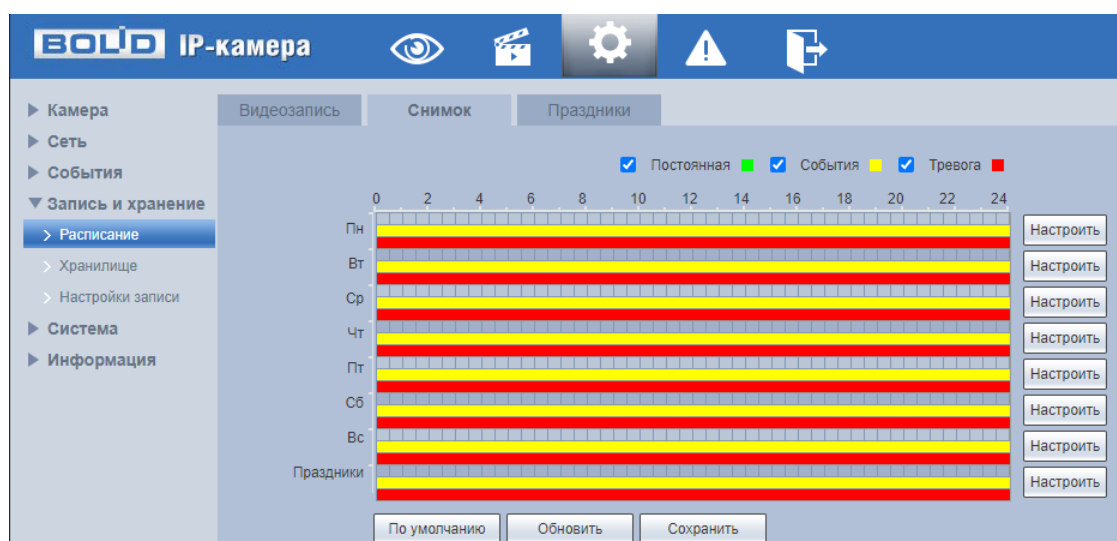 BOLID IP-камера
Камера
Сеть
События
Запись и хранение
Расписание
Хранилище
Настройки записи
Система
Информация
Видеозапись Снимок Праздники
Постоянная События Тревога
0 2 4 6 8 10 12 14 16 18 20 22 24
Пн Настроить
Вт Настроить
Ср Настроить
Чт Настроить
Пт Настроить
Сб Настроить
Вс Настроить
Праздники Настроить
По умолчанию Обновить Сохранить